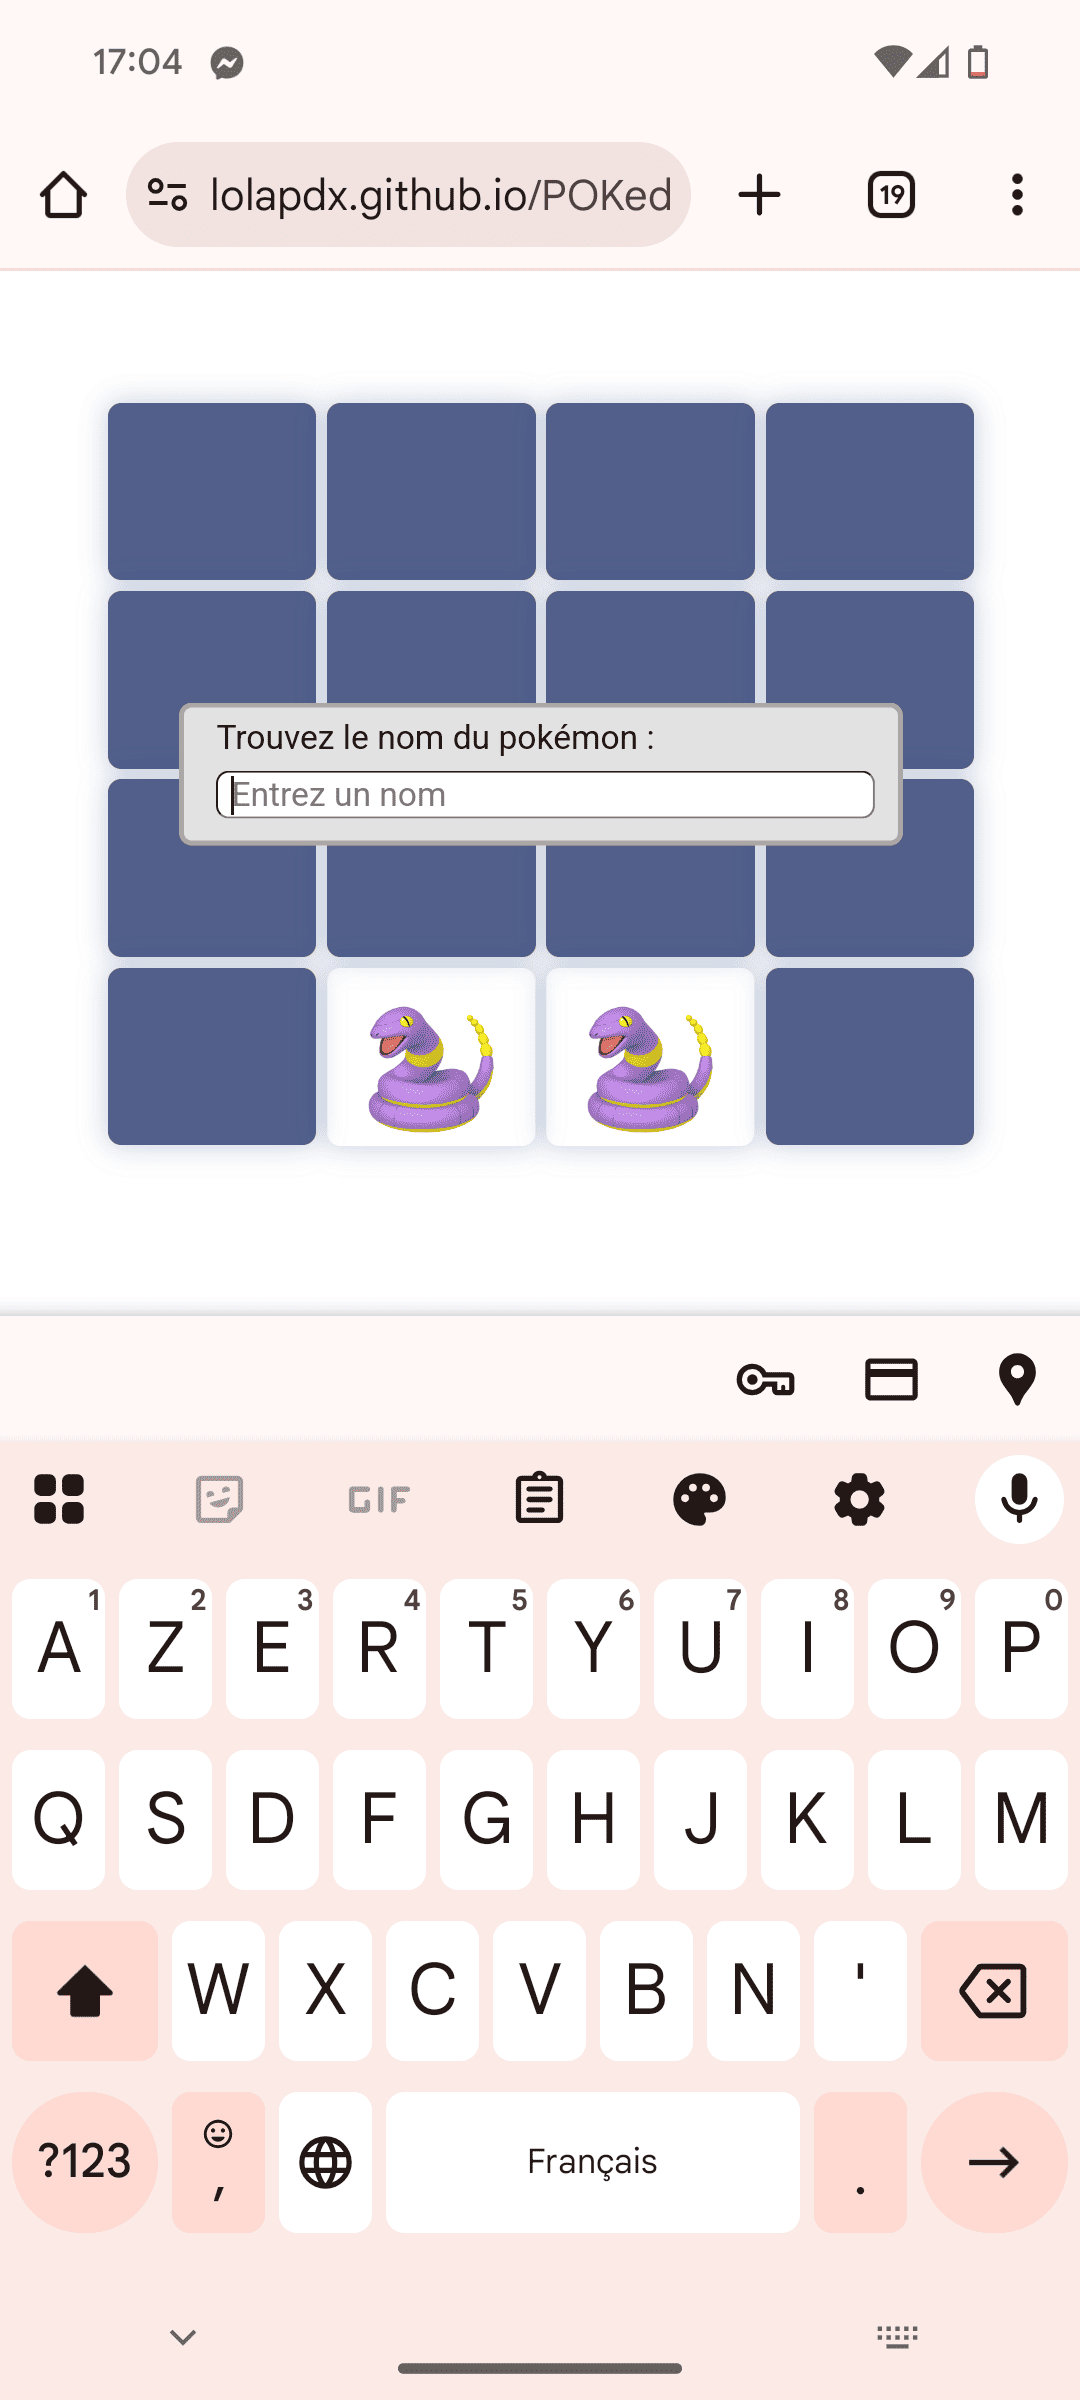 17:04
lolapdx.github.io/POKed
19
Trouvez le nom du pokémon :
Entrez un nom
GIF
1 2 3 4 5 6 7 8 9 0
A Z E R T Y U I O P
Q S D F G H J K L M
W X C V B N '
?123 , Français .